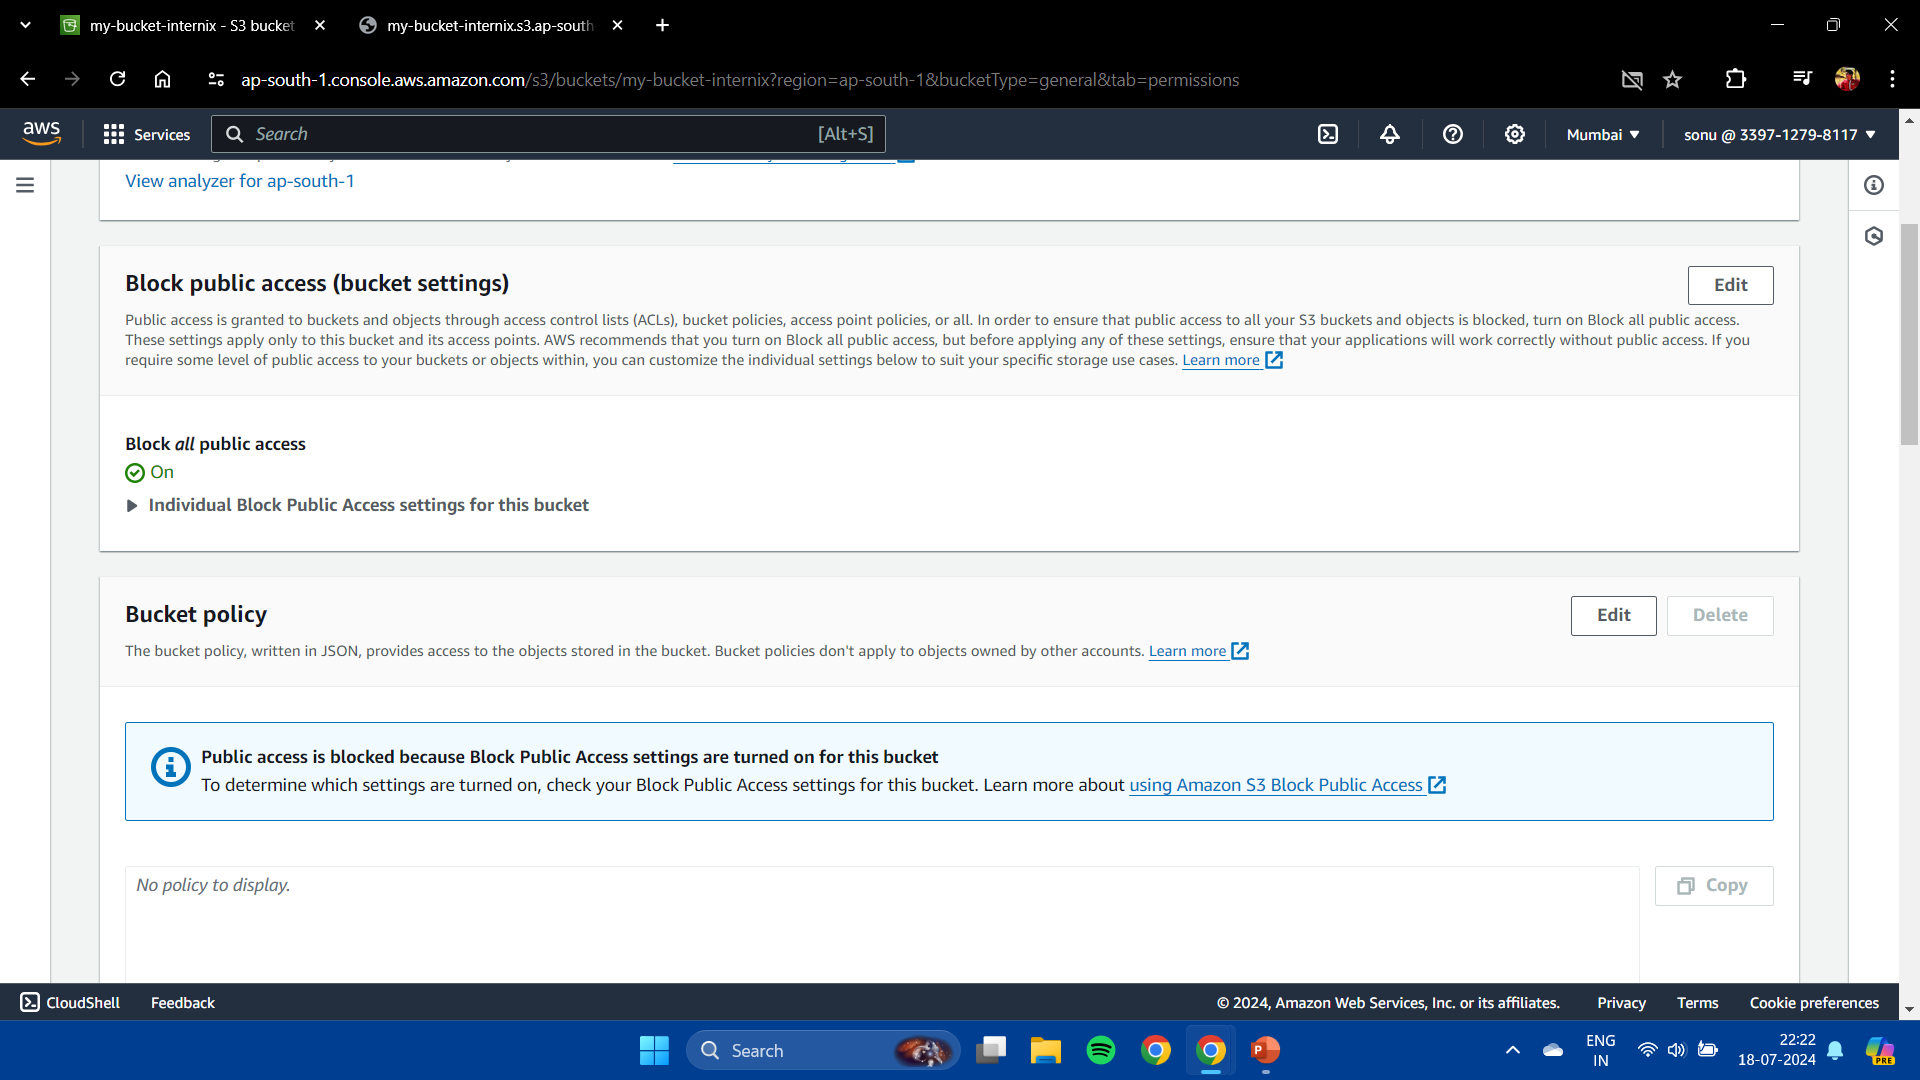 my-bucket-internix - S3 bucket
my-bucket-internix.s3.ap-south
ap-south-1.console.aws.amazon.com/s3/buckets/my-bucket-internix?region=ap-south-1&bucketType=general&tab=permissions
aws
Services
Search
[Alt+S]
Mumbai
sonu @ 3397-1279-8117
View analyzer for ap-south-1
Block public access (bucket settings)
Edit
Public access is granted to buckets and objects through access control lists (ACLs), bucket policies, access point policies, or all. In order to ensure that public access to all your S3 buckets and objects is blocked, turn on Block all public access.
These settings apply only to this bucket and its access points. AWS recommends that you turn on Block all public access, but before applying any of these settings, ensure that your applications will work correctly without public access. If you
require some level of public access to your buckets or objects within, you can customize the individual settings below to suit your specific storage use cases. Learn more
Block all public access
On
Individual Block Public Access settings for this bucket
Bucket policy
Edit
Delete
The bucket policy, written in JSON, provides access to the objects stored in the bucket. Bucket policies don't apply to objects owned by other accounts. Learn more
Public access is blocked because Block Public Access settings are turned on for this bucket
To determine which settings are turned on, check your Block Public Access settings for this bucket. Learn more about using Amazon S3 Block Public Access
No policy to display.
Copy
CloudShell
Feedback
© 2024, Amazon Web Services, Inc. or its affiliates.
Privacy
Terms
Cookie preferences
Search
ENG
IN
22:22
18-07-2024
PRE